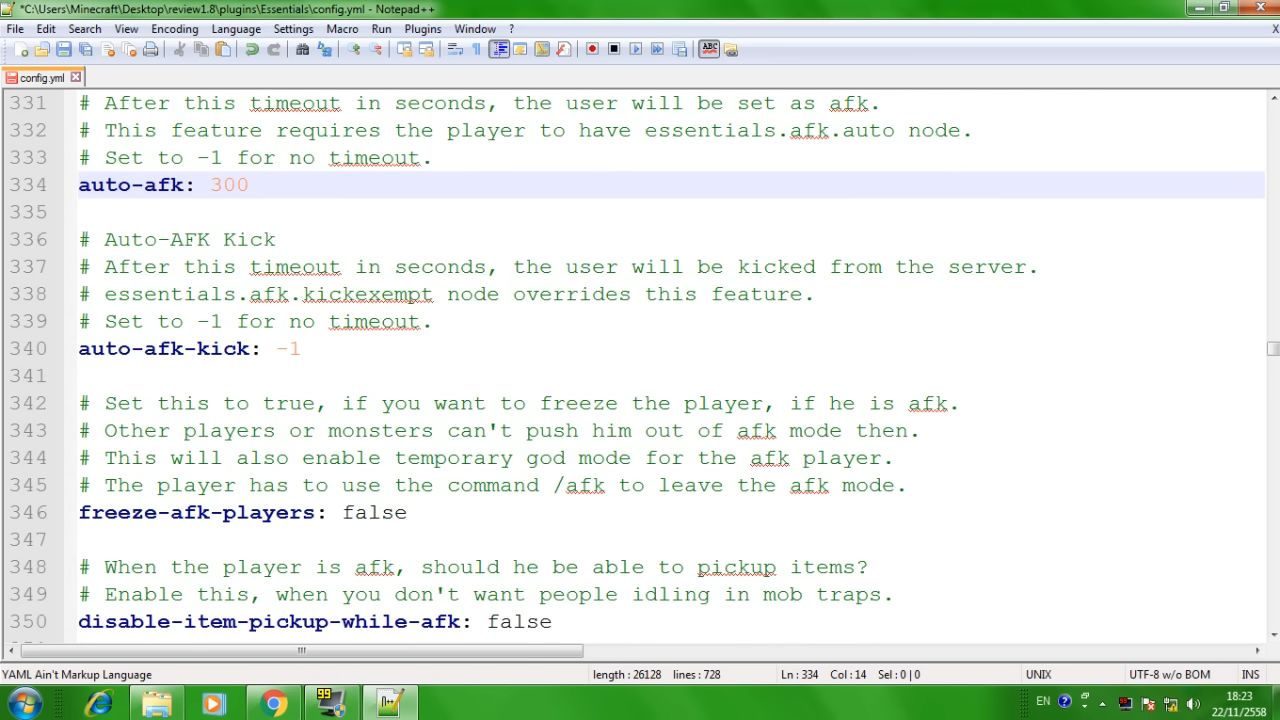 *C:\Users\Minecraft\Desktop\review1.8\plugins\Essentials\config.yml - Notepad++
File Edit Search View Encoding Language Settings Macro Run Plugins Window ? X
config.yml
331 # After this timeout in seconds, the user will be set as afk.
332 # This feature requires the player to have essentials.afk.auto node.
333 # Set to -1 for no timeout.
334 auto-afk: 300
335
336 # Auto-AFK Kick
337 # After this timeout in seconds, the user will be kicked from the server.
338 # essentials.afk.kickexempt node overrides this feature.
339 # Set to -1 for no timeout.
340 auto-afk-kick: -1
341
342 # Set this to true, if you want to freeze the player, if he is afk.
343 # Other players or monsters can't push him out of afk mode then.
344 # This will also enable temporary god mode for the afk player.
345 # The player has to use the command /afk to leave the afk mode.
346 freeze-afk-players: false
347
348 # When the player is afk, should he be able to pickup items?
349 # Enable this, when you don't want people idling in mob traps.
350 disable-item-pickup-while-afk: false
YAML Ain't Markup Language length : 26128 lines : 728 Ln : 334 Col : 14 Sel : 0 | 0 UNIX UTF-8 w/o BOM INS
99 EN 18:23
22/11/2558